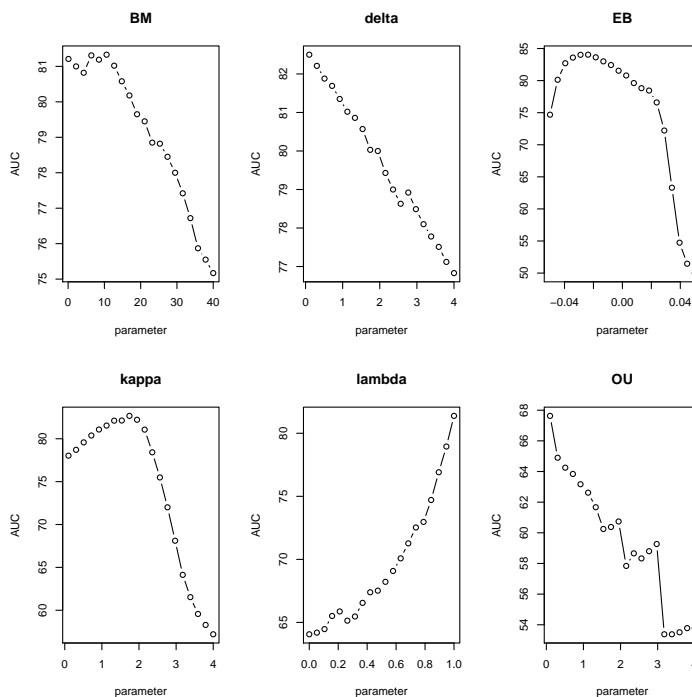 BM
delta
EB
AUC
75 76 77 78 79 80 81
0 10 20 30 40
parameter
AUC
77 78 79 80 81 82
0 1 2 3 4
parameter
AUC
50 55 60 65 70 75 80 85
−0.04 0.00 0.04
parameter
kappa
lambda
OU
AUC
60 65 70 75 80
0 1 2 3 4
parameter
AUC
65 70 75 80
0.0 0.2 0.4 0.6 0.8 1.0
parameter
AUC
54 56 58 60 62 64 66 68
0 1 2 3 4
parameter